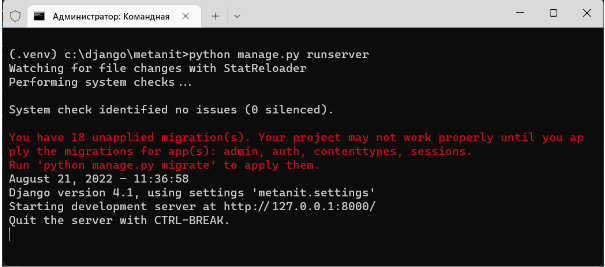 Администратор: Командная
(.venv) c:\django\metanit>python manage.py runserver
Watching for file changes with StatReloader
Performing system checks...
System check identified no issues (0 silenced).
You have 18 unapplied migration(s). Your project may not work properly until you ap
ply the migrations for app(s): admin, auth, contenttypes, sessions.
Run 'python manage.py migrate' to apply them.
August 21, 2022 - 11:36:58
Django version 4.1, using settings 'metanit.settings'
Starting development server at http://127.0.0.1:8000/
Quit the server with CTRL-BREAK.